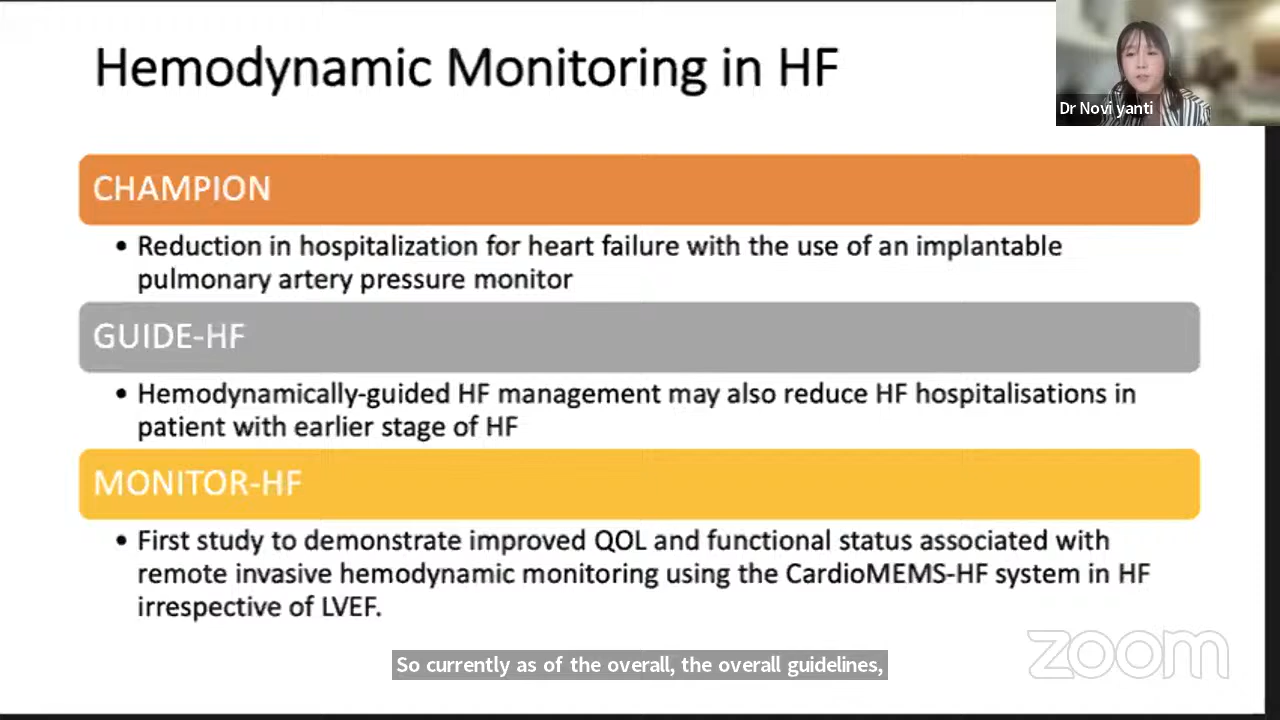 Hemodynamic Monitoring in HF
Dr Novi yanti
CHAMPION
• Reduction in hospitalization for heart failure with the use of an implantable
pulmonary artery pressure monitor
GUIDE-HF
• Hemodynamically-guided HF management may also reduce HF hospitalisations in
patient with earlier stage of HF
MONITOR-HF
• First study to demonstrate improved QOL and functional status associated with
remote invasive hemodynamic monitoring using the CardioMEMS-HF system in HF
irrespective of LVEF.
So currently as of the overall, the overall guidelines,
zoom